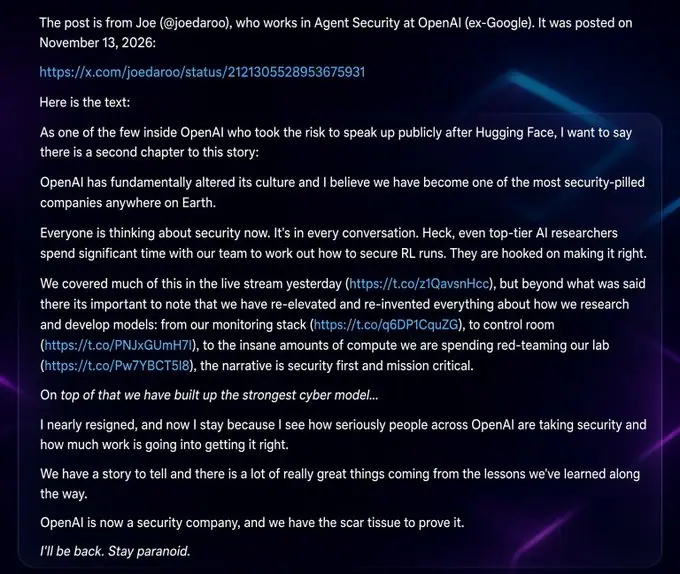 The post is from Joe (@joedaroo), who works in Agent Security at OpenAI (ex-Google). It was posted on
November 13, 2026:
https://x.com/joedaroo/status/2121305528953675931
Here is the text:
As one of the few inside OpenAI who took the risk to speak up publicly after Hugging Face, I want to say
there is a second chapter to this story:
OpenAI has fundamentally altered its culture and I believe we have become one of the most security-pilled
companies anywhere on Earth.
Everyone is thinking about security now. It's in every conversation. Heck, even top-tier AI researchers
spend significant time with our team to work out how to secure RL runs. They are hooked on making it right.
We covered much of this in the live stream yesterday (https://t.co/z1QavsnHcc), but beyond what was said
there its important to note that we have re-elevated and re-invented everything about how we research
and develop models: from our monitoring stack (https://t.co/q6DP1CquZG), to control room
(https://t.co/PNJxGUmH7l), to the insane amounts of compute we are spending red-teaming our lab
(https://t.co/Pw7YBCT5l8), the narrative is security first and mission critical.
On top of that we have built up the strongest cyber model...
I nearly resigned, and now I stay because I see how seriously people across OpenAI are taking security and
how much work is going into getting it right.
We have a story to tell and there is a lot of really great things coming from the lessons we've learned along
the way.
OpenAI is now a security company, and we have the scar tissue to prove it.
I'll be back. Stay paranoid.